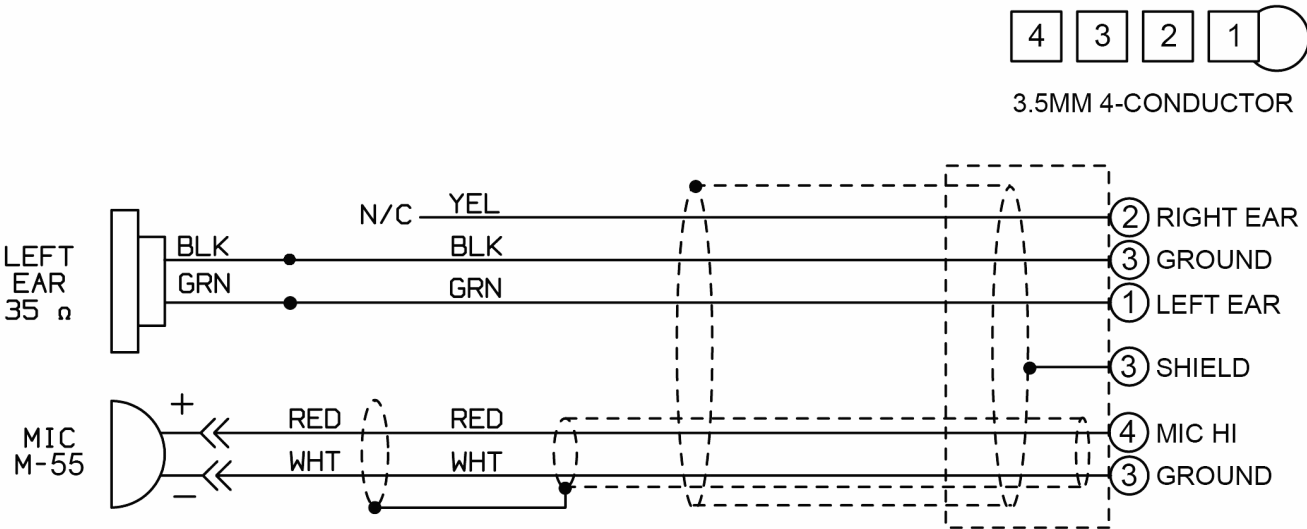 4 3 2 1
3.5MM 4-CONDUCTOR
N/C YEL 2 RIGHT EAR
LEFT
EAR
35 Ω
BLK BLK 3 GROUND
GRN GRN 1 LEFT EAR
3 SHIELD
MIC
M-55
+
RED RED 4 MIC HI
WHT WHT 3 GROUND
−